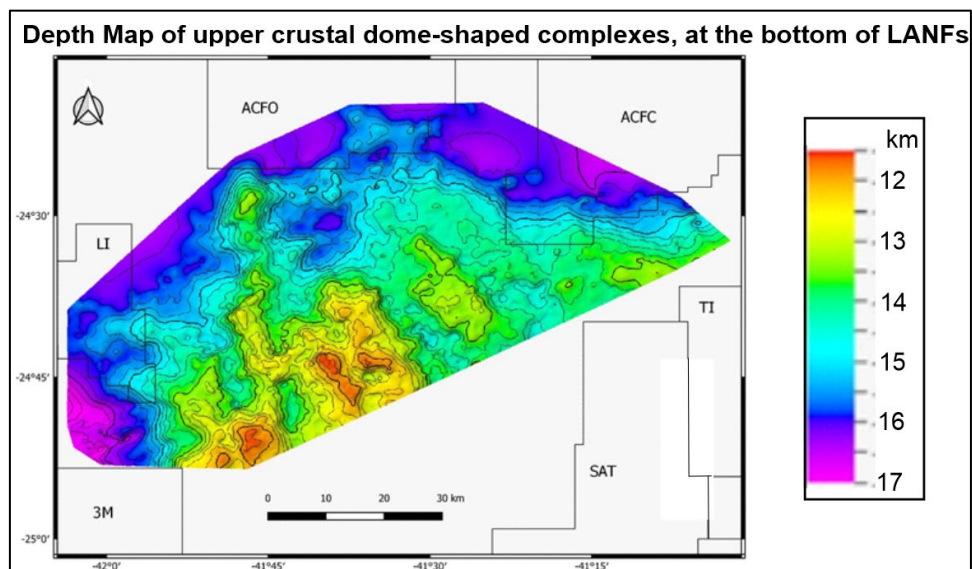 Depth Map of upper crustal dome-shaped complexes, at the bottom of LANFs
ACFO
ACFC
km
12
-24°30'
LI
13
TI
14
-24°45'
15
16
SAT
17
0 10 20 30 km
3M
-25°0'
-42°0' -41°45' -41°30' -41°15'